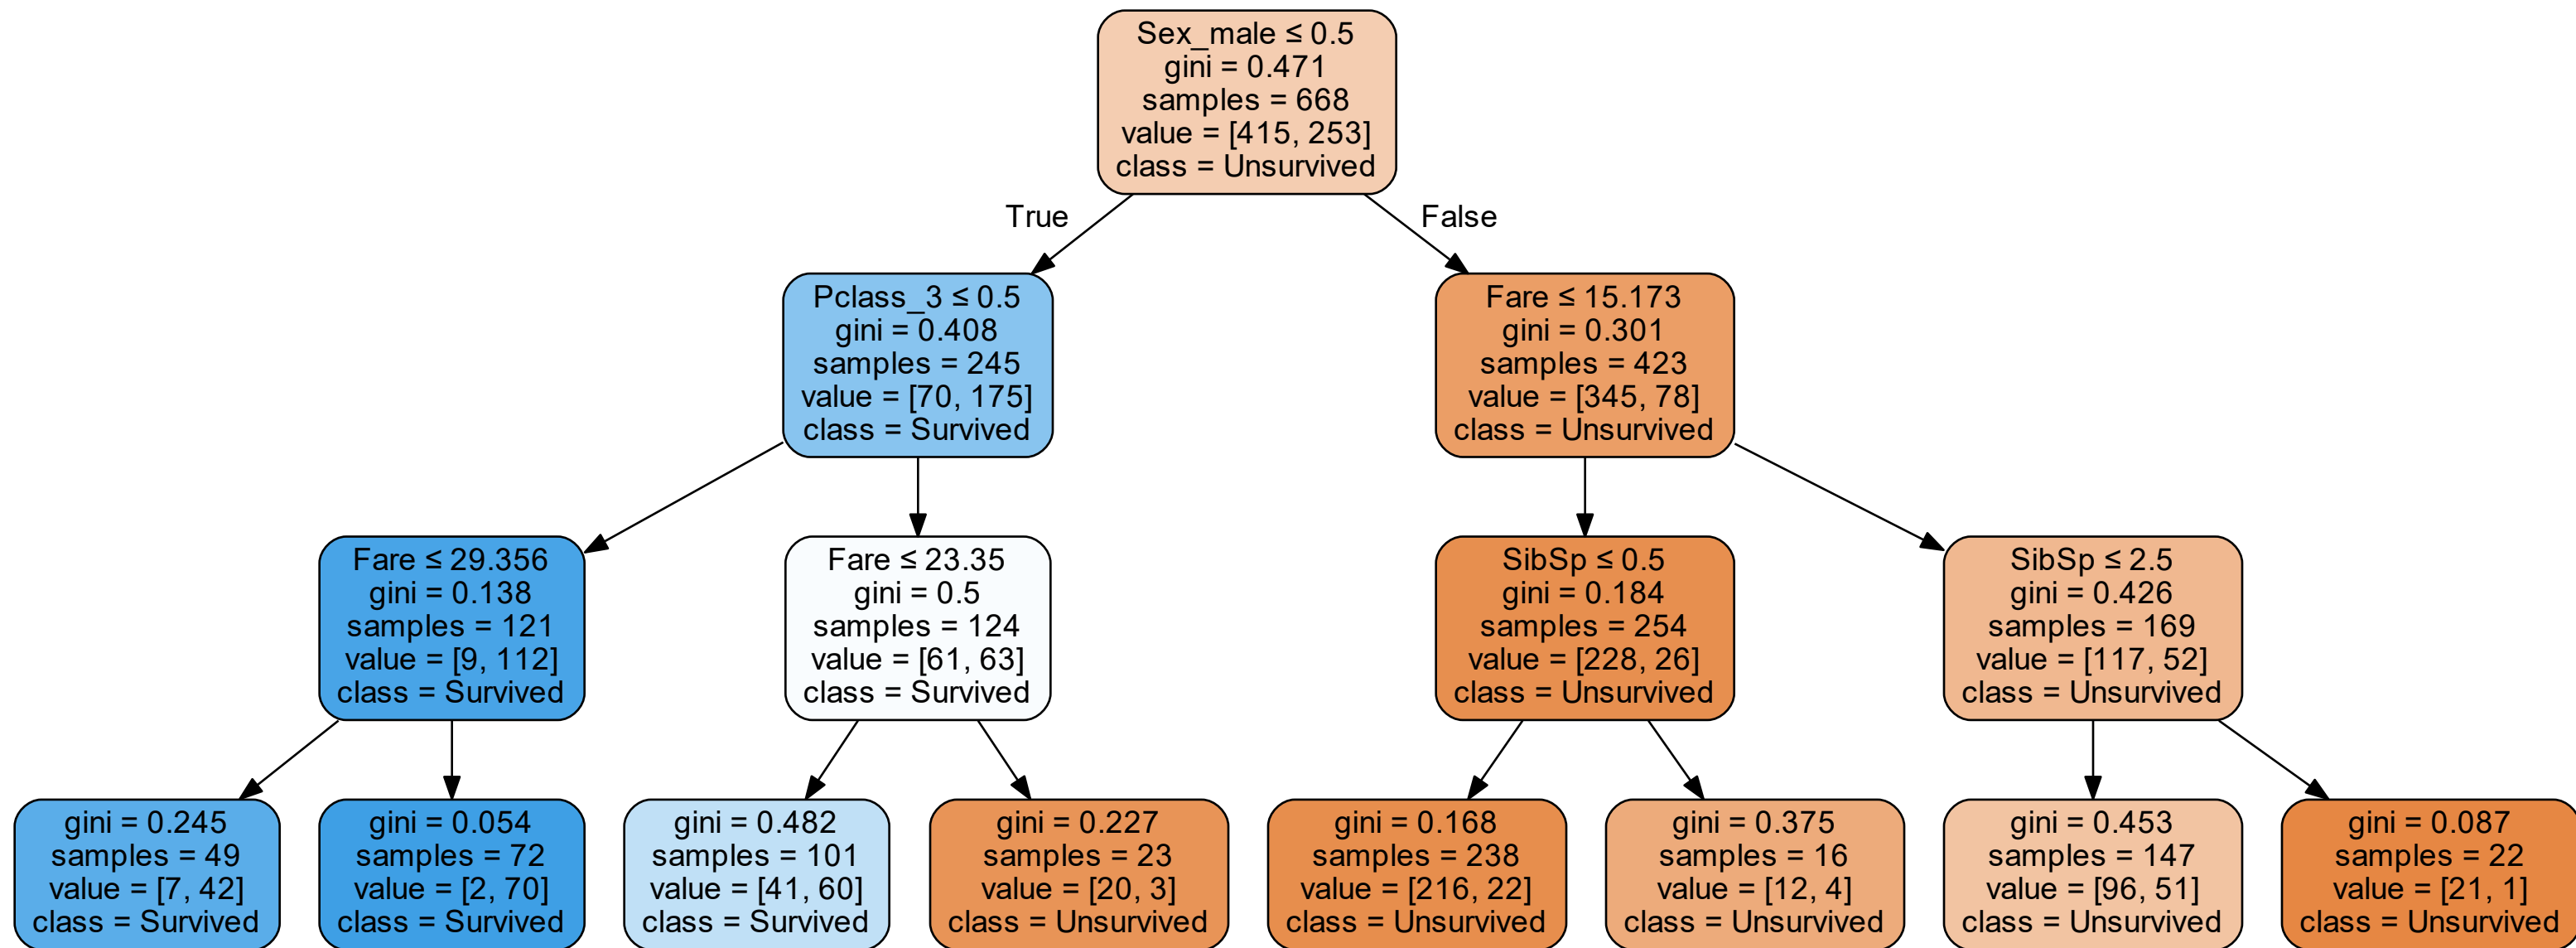 Sex_male ≤ 0.5
gini = 0.471
samples = 668
value = [415, 253]
class = Unsurvived
True
False
Pclass_3 ≤ 0.5
gini = 0.408
samples = 245
value = [70, 175]
class = Survived
Fare ≤ 15.173
gini = 0.301
samples = 423
value = [345, 78]
class = Unsurvived
Fare ≤ 29.356
gini = 0.138
samples = 121
value = [9, 112]
class = Survived
Fare ≤ 23.35
gini = 0.5
samples = 124
value = [61, 63]
class = Survived
SibSp ≤ 0.5
gini = 0.184
samples = 254
value = [228, 26]
class = Unsurvived
SibSp ≤ 2.5
gini = 0.426
samples = 169
value = [117, 52]
class = Unsurvived
gini = 0.245
samples = 49
value = [7, 42]
class = Survived
gini = 0.054
samples = 72
value = [2, 70]
class = Survived
gini = 0.482
samples = 101
value = [41, 60]
class = Survived
gini = 0.227
samples = 23
value = [20, 3]
class = Unsurvived
gini = 0.168
samples = 238
value = [216, 22]
class = Unsurvived
gini = 0.375
samples = 16
value = [12, 4]
class = Unsurvived
gini = 0.453
samples = 147
value = [96, 51]
class = Unsurvived
gini = 0.087
samples = 22
value = [21, 1]
class = Unsurvived